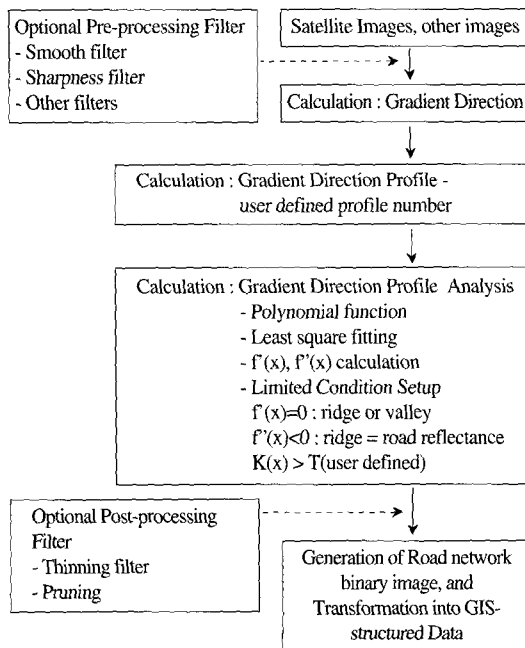 Optional Pre-processing Filter
- Smooth filter
- Sharpness filter
- Other filters
Satellite Images, other images
Calculation : Gradient Direction
Calculation : Gradient Direction Profile -
user defined profile number
Calculation : Gradient Direction Profile Analysis
- Polynomial function
- Least square fitting
- f'(x), f''(x) calculation
- Limited Condition Setup
f'(x)=0 : ridge or valley
f''(x)<0 : ridge = road reflectance
K(x) > T(user defined)
Optional Post-processing
Filter
- Thinning filter
- Pruning
Generation of Road network
binary image, and
Transformation into GIS-
structured Data